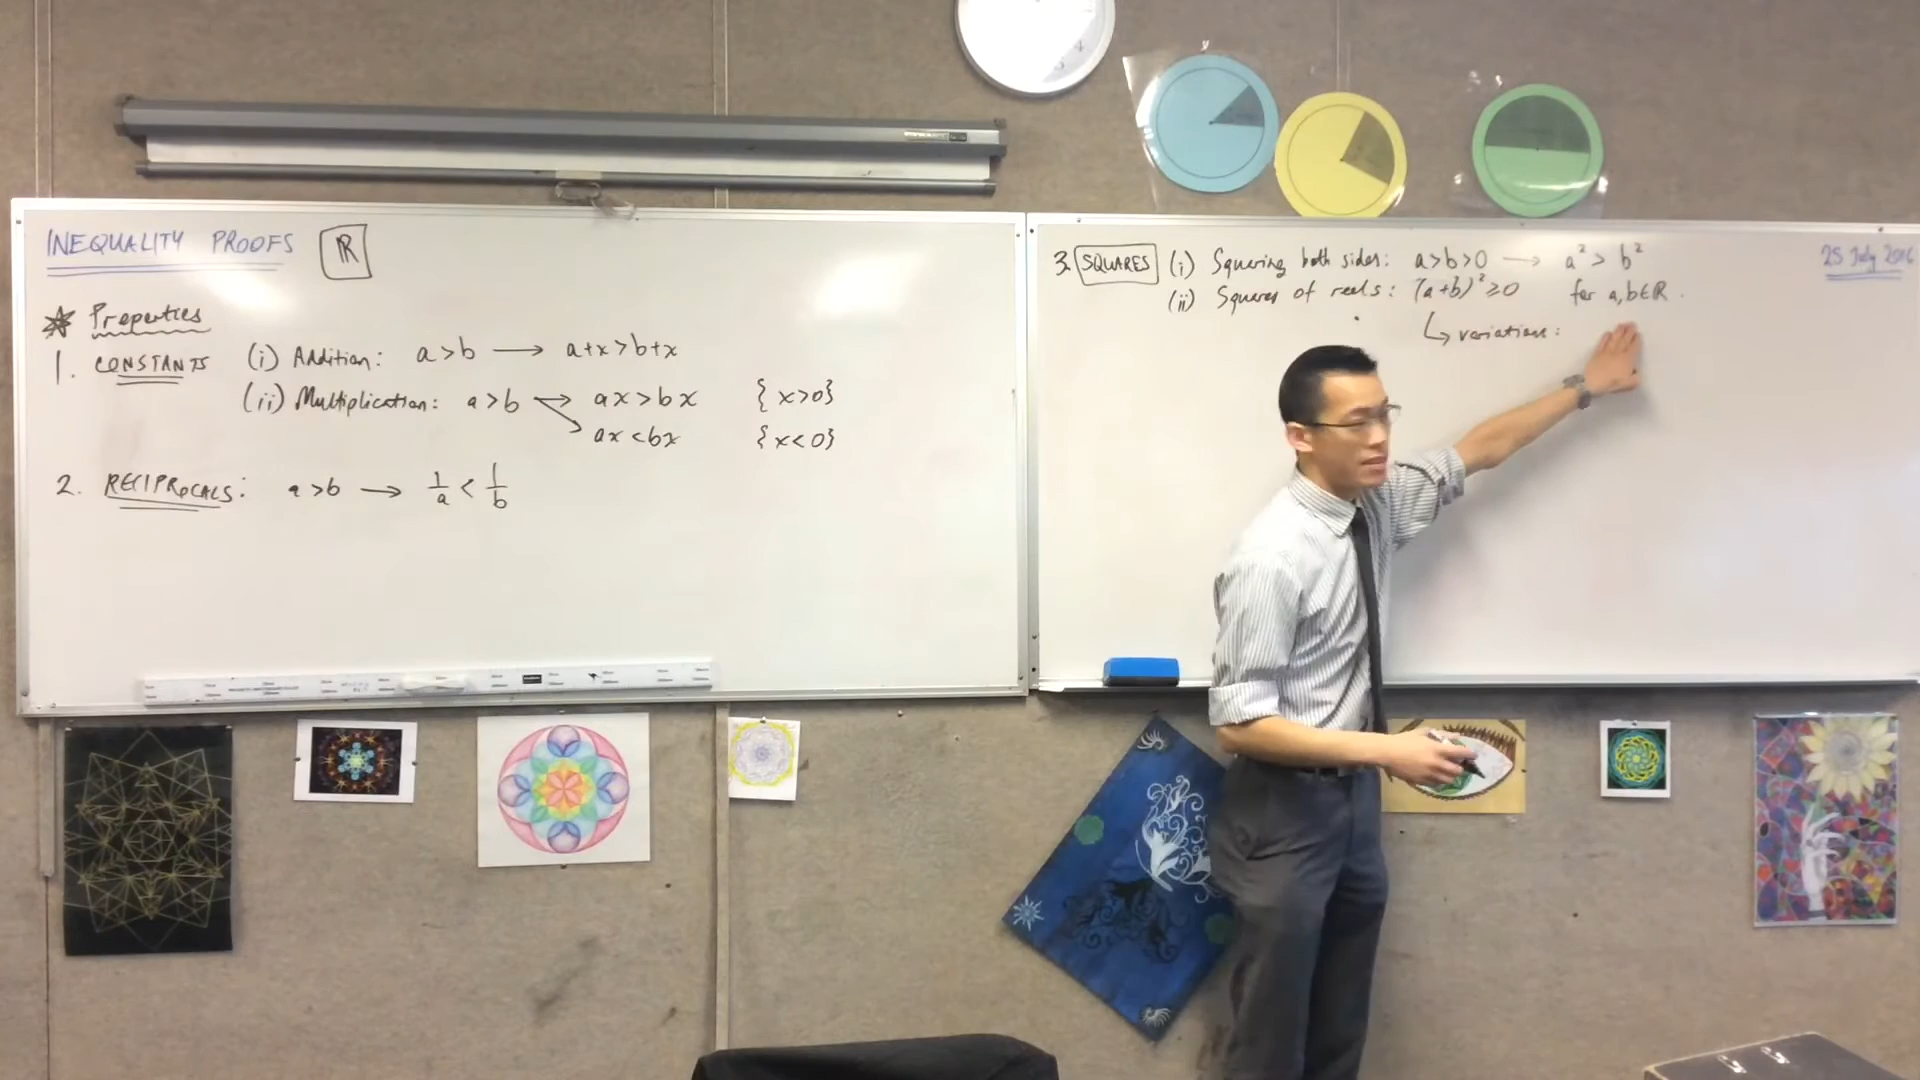 INEQUALITY PROOFS ℝ
Properties
1. CONSTANTS (i) Addition: a>b → a+x>b+x
(ii) Multiplication: a>b → ax>bx {x>0}
ax<bx {x<0}
2. RECIPROCALS: a>b → 1/a < 1/b
3. SQUARES (i) Squaring both sides: a>b>0 → a² > b²
(ii) Squares of reals: (a+b)² ≥0 for a,b∈ℝ.
↳ variations:
25 July 2016